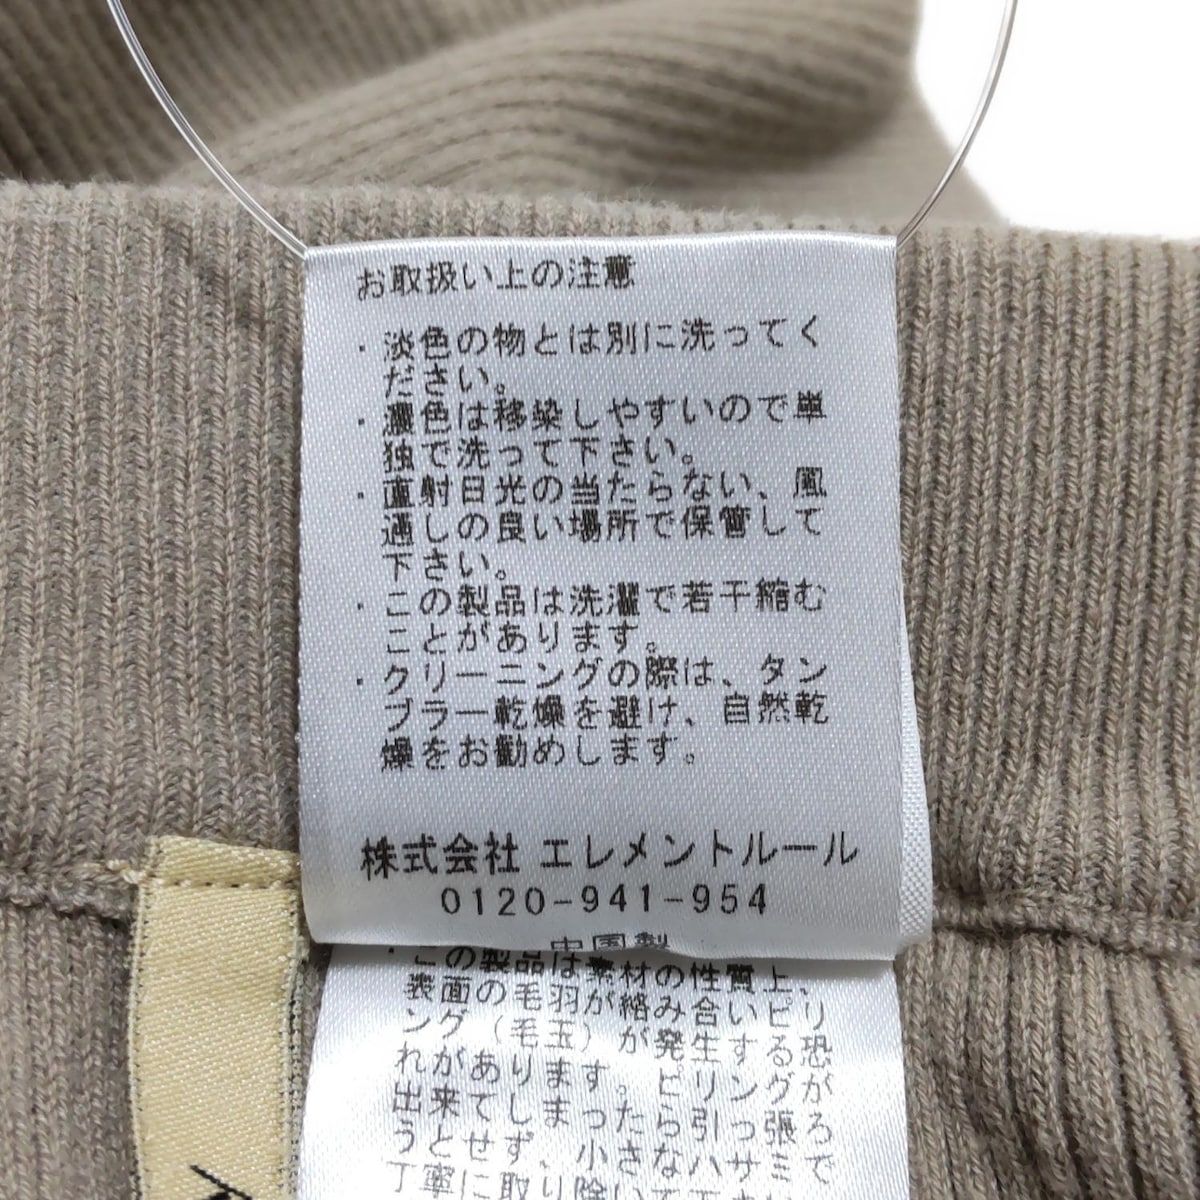 お取扱い上の注意
・淡色の物とは別に洗ってく
ださい。
・濃色は移染しやすいので単
独で洗って下さい。
・直射日光の当たらない、風
通しの良い場所で保管して
下さい。
・この製品は洗濯で若干縮む
ことがあります。
・クリーニングの際は、タン
ブラー乾燥を避け、自然乾
燥をお勧めします。
株式会社 エレメントルール
0120-941-954
中国製
・この製品は素材の性質上、
表面の毛羽が絡み合いピリ
ング(毛玉)が発生する恐
れがあります。ピリングが
出来てましたら引っ張ろ
うとせず、小さなハサミで
丁寧に取り除い